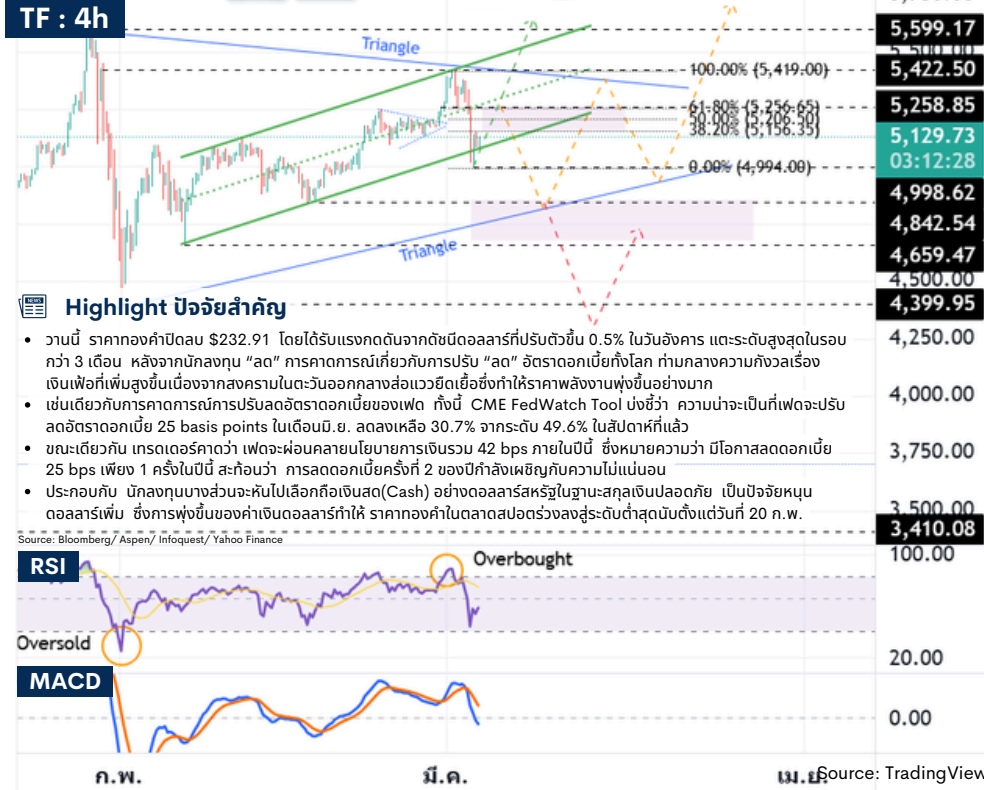 TF : 4h
Triangle
100.00% (5,419.00)
61.80% (5,256.65)
50.00% (5,206.50)
38.20% (5,156.35)
0.00% (4,994.00)
Triangle
5,599.17
5,500.00
5,422.50
5,258.85
5,129.73
03:12:28
4,998.62
4,842.54
4,659.47
4,500.00
4,399.95
4,250.00
4,000.00
3,750.00
3,500.00
3,410.08
NEWS
Highlight ปัจจัยสำคัญ
• วานนี้ ราคาทองคำปิดลบ $232.91 โดยได้รับแรงกดดันจากดัชนีดอลลาร์ที่ปรับตัวขึ้น 0.5% ในวันอังคาร แตะระดับสูงสุดในรอบ
กว่า 3 เดือน หลังจากนักลงทุน “ลด” การคาดการณ์เกี่ยวกับการปรับ “ลด” อัตราดอกเบี้ยทั่งโลก ท่ามกลางความกังวลเรื่อง
เงินเฟ้อที่เพิ่มสูงขึ้นเนื่องจากสงครามในตะวันออกกลางส่อแววยืดเยื้อซึ่งทำให้ราคาพลังงานพุ่งขึ้นอย่างมาก
• เช่นเดียวกับการคาดการณ์การปรับลดอัตราดอกเบี้ยของเฟด ทั้งนี้ CME FedWatch Tool บ่งชี้ว่า ความน่าจะเป็นที่เฟดจะปรับ
ลดอัตราดอกเบี้ย 25 basis points ในเดือนมิ.ย. ลดลงเหลือ 30.7% จากระดับ 49.6% ในสัปดาห์ที่แล้ว
• ขณะเดียวกัน เทรดเดอร์คาดว่า เฟดจะผ่อนคลายนโยบายการเงินรวม 42 bps ภายในปีนี้ ซึ่งหมายความว่า มีโอกาสลดดอกเบี้ย
25 bps เพียง 1 ครั้งในปีนี้ สะท้อนว่า การลดดอกเบี้ยครั้งที่ 2 ของปีกำลังเผชิญกับความไม่แน่นอน
• ประกอบกับ นักลงทุนบางส่วนจะหันไปเลือกถือเงินสด(Cash) อย่างดอลลาร์สหรัฐในฐานะสกุลเงินปลอดภัย เป็นปัจจัยหนุน
ดอลลาร์เพิ่ม ซึ่งการพุ่งขึ้นของค่าเงินดอลลาร์ทำให้ ราคาทองคำในตลาดสปอตร่วงลงสู่ระดับต่ำสุดนับตั้งแต่วันที่ 20 ก.พ.
Source: Bloomberg/ Aspen/ Infoquest/ Yahoo Finance
RSI
Overbought
Oversold
100.00
20.00
MACD
0.00
ก.พ.
มี.ค.
เม.ย.
Source: TradingView